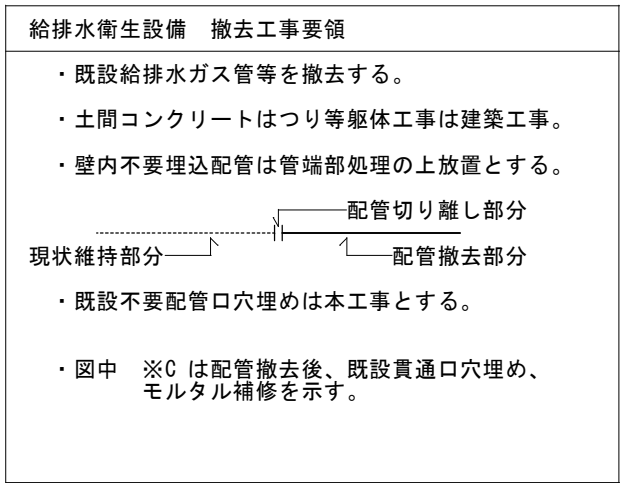 給排水衛生設備　撤去工事要領
・既設給排水ガス管等を撤去する。
・土間コンクリートはつり等躯体工事は建築工事。
・壁内不要埋込配管は管端部処理の上放置とする。
配管切り離し部分
現状維持部分
配管撤去部分
・既設不要配管口穴埋めは本工事とする。
・図中　※C は配管撤去後、既設貫通口穴埋め、
モルタル補修を示す。